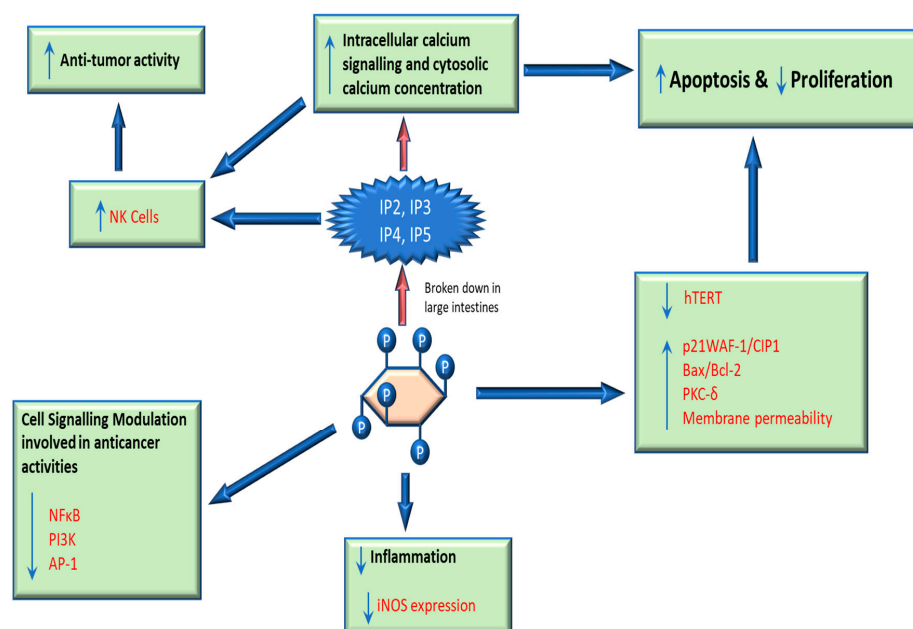 Anti-tumor activity
Intracellular calcium
signalling and cytosolic
calcium concentration
Apoptosis & Proliferation
NK Cells
IP2, IP3
IP4, IP5
Broken down in
large intestines
hTERT
p21WAF-1/CIP1
Bax/Bcl-2
PKC-δ
Membrane permeability
P
P
P
P
P
P
P
Cell Signalling Modulation
involved in anticancer
activities
NFκB
PI3K
AP-1
Inflammation
iNOS expression